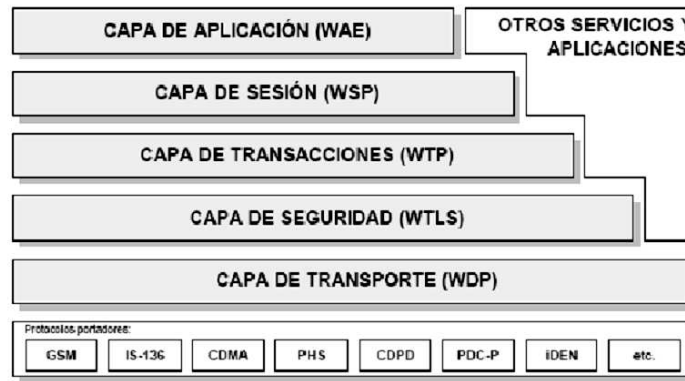 CAPA DE APLICACIÓN (WAE)
OTROS SERVICIOS Y
APLICACIONES
CAPA DE SESIÓN (WSP)
CAPA DE TRANSACCIONES (WTP)
CAPA DE SEGURIDAD (WTLS)
CAPA DE TRANSPORTE (WDP)
Protocolos portadores:
GSM IS-136 CDMA PHS CDPD PDC-P iDEN etc.